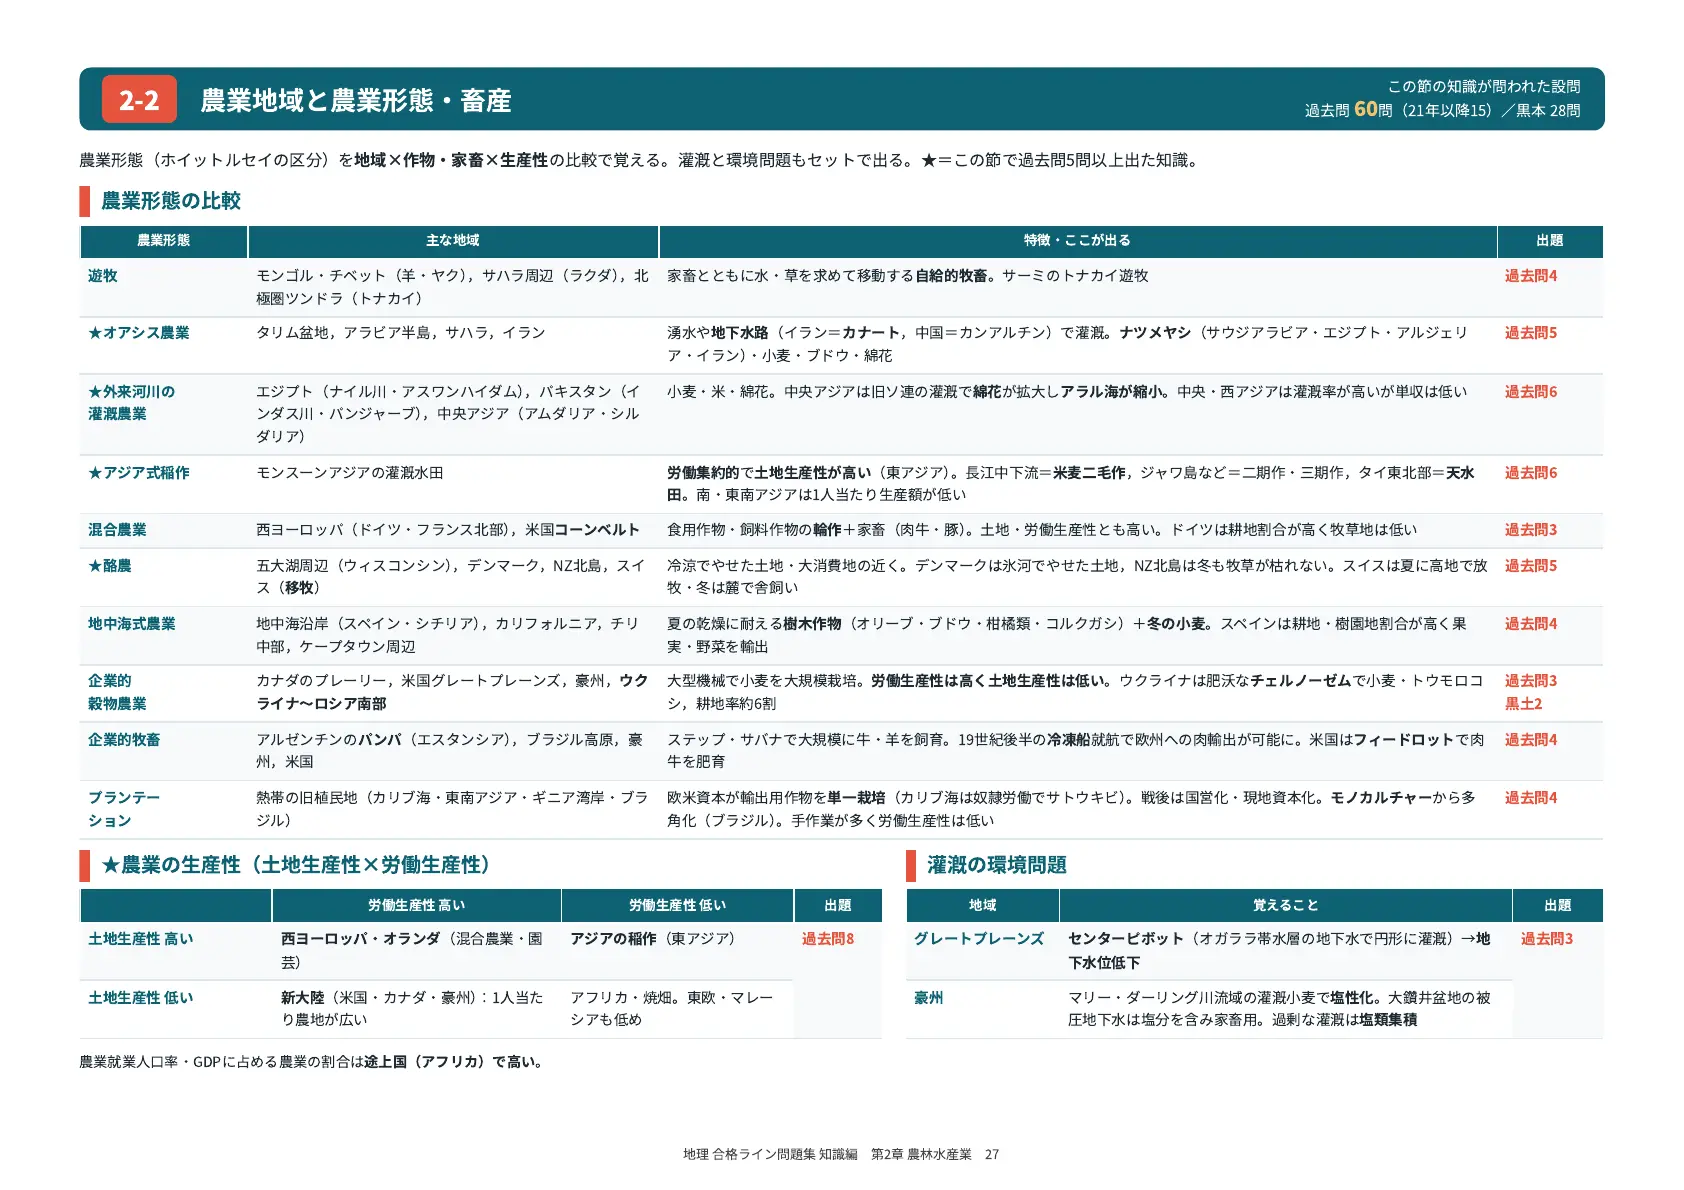 2-2 農業地域と農業形態・畜産
この節の知識が問われた設問
過去問 60問（21年以降15）／黒本 28問
農業形態（ホイットルセイの区分）を地域×作物・家畜×生産性の比較で覚える。灌漑と環境問題もセットで出る。★＝この節で過去問5問以上出た知識。
農業形態の比較
農業形態 主な地域 特徴・ここが出る 出題
遊牧 モンゴル・チベット（羊・ヤク），サハラ周辺（ラクダ），北 家畜とともに水・草を求めて移動する自給的牧畜。サーミのトナカイ遊牧 過去問4
極圏ツンドラ（トナカイ）
★オアシス農業 タリム盆地，アラビア半島，サハラ，イラン 湧水や地下水路（イラン＝カナート，中国＝カンアルチン）で灌漑。ナツメヤシ（サウジアラビア・エジプト・アルジェリ 過去問5
ア・イラン）・小麦・ブドウ・綿花
★外来河川の エジプト（ナイル川・アスワンハイダム），パキスタン（イ 小麦・米・綿花。中央アジアは旧ソ連の灌漑で綿花が拡大しアラル海が縮小。中央・西アジアは灌漑率が高いが単収は低い 過去問6
灌漑農業 ンダス川・パンジャーブ），中央アジア（アムダリア・シル
ダリア）
★アジア式稲作 モンスーンアジアの灌漑水田 労働集約的で土地生産性が高い（東アジア）。長江中下流＝米麦二毛作，ジャワ島など＝二期作・三期作，タイ東北部＝天水 過去問6
田。南・東南アジアは1人当たり生産額が低い
混合農業 西ヨーロッパ（ドイツ・フランス北部），米国コーンベルト 食用作物・飼料作物の輪作＋家畜（肉牛・豚）。土地・労働生産性とも高い。ドイツは耕地割合が高く牧草地は低い 過去問3
★酪農 五大湖周辺（ウィスコンシン），デンマーク，NZ北島，スイ 冷涼でやせた土地・大消費地の近く。デンマークは氷河でやせた土地，NZ北島は冬も牧草が枯れない。スイスは夏に高地で放 過去問5
ス（移牧） 牧・冬は麓で舎飼い
地中海式農業 地中海沿岸（スペイン・シチリア），カリフォルニア，チリ 夏の乾燥に耐える樹木作物（オリーブ・ブドウ・柑橘類・コルクガシ）＋冬の小麦。スペインは耕地・樹園地割合が高く果 過去問4
中部，ケープタウン周辺 実・野菜を輸出
企業的 カナダのプレーリー，米国グレートプレーンズ，豪州，ウク 大型機械で小麦を大規模栽培。労働生産性は高く土地生産性は低い。ウクライナは肥沃なチェルノーゼムで小麦・トウモロコ 過去問3
穀物農業 ライナ～ロシア南部 シ，耕地率約6割 黒土2
企業的牧畜 アルゼンチンのパンパ（エスタンシア），ブラジル高原，豪 ステップ・サバナで大規模に牛・羊を飼育。19世紀後半の冷凍船就航で欧州への肉輸出が可能に。米国はフィードロットで肉 過去問4
州，米国 牛を肥育
プランテー 熱帯の旧植民地（カリブ海・東南アジア・ギニア湾岸・ブラ 欧米資本が輸出用作物を単一栽培（カリブ海は奴隷労働でサトウキビ）。戦後は国営化・現地資本化。モノカルチャーから多 過去問4
ション ジル） 角化（ブラジル）。手作業が多く労働生産性は低い
★農業の生産性（土地生産性×労働生産性）
労働生産性 高い 労働生産性 低い 出題
土地生産性 高い 西ヨーロッパ・オランダ（混合農業・園 アジアの稲作（東アジア） 過去問8
芸）
土地生産性 低い 新大陸（米国・カナダ・豪州）：1人当た アフリカ・焼畑。東欧・マレー
り農地が広い シアも低め
農業就業人口率・GDPに占める農業の割合は途上国（アフリカ）で高い。
灌漑の環境問題
地域 覚えること 出題
グレートプレーンズ センターピボット（オガララ帯水層の地下水で円形に灌漑）→地 過去問3
下水位低下
豪州 マリー・ダーリング川流域の灌漑小麦で塩性化。大鑽井盆地の被
圧地下水は塩分を含み家畜用。過剰な灌漑は塩類集積
地理 合格ライン問題集 知識編 第2章 農林水産業 27